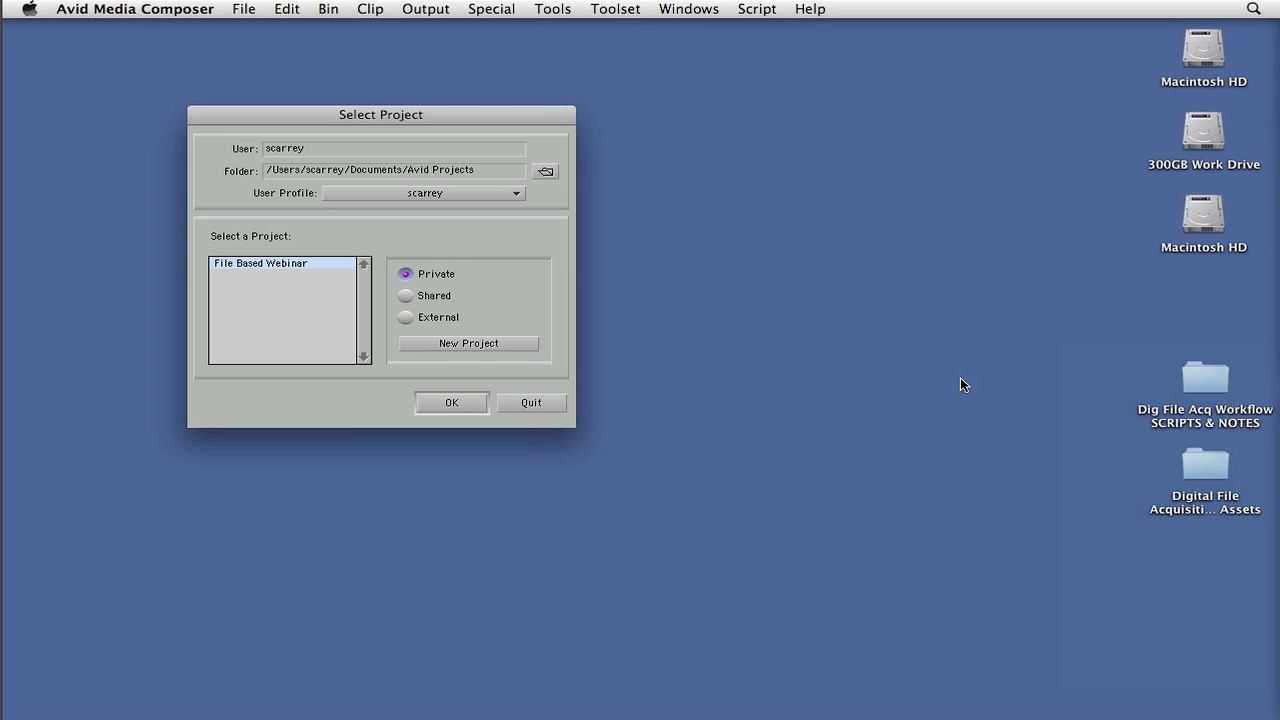 Avid Media Composer File Edit Bin Clip Output Special Tools Toolset Windows Script Help
Select Project
User: scarrey
Folder: /Users/scarrey/Documents/Avid Projects
User Profile: scarrey
Select a Project:
File Based Webinar
Private
Shared
External
New Project
OK Quit
Macintosh HD
300GB Work Drive
Macintosh HD
Dig File Acq Workflow
SCRIPTS & NOTES
Digital File
Acquisiti... Assets